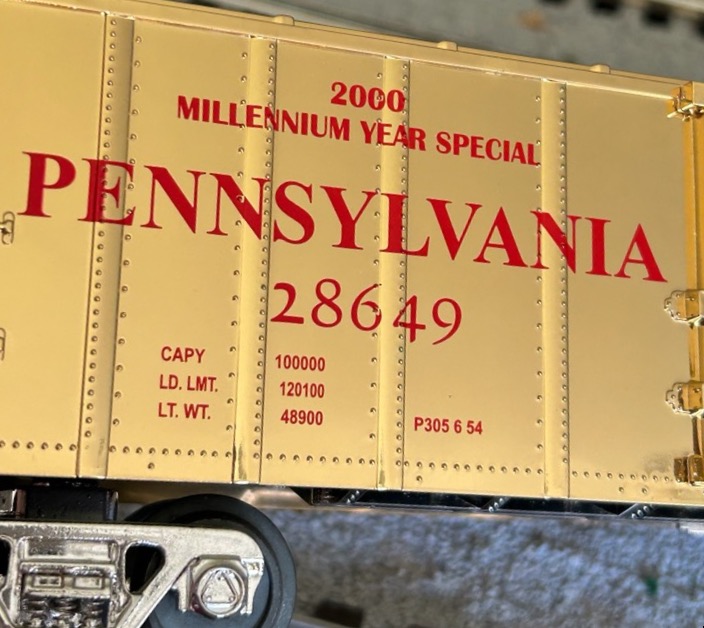 2000
MILLENNIUM YEAR SPECIAL
PENNSYLVANIA
28649
CAPY 100000
LD. LMT. 120100
LT. WT. 48900 P305 6 54